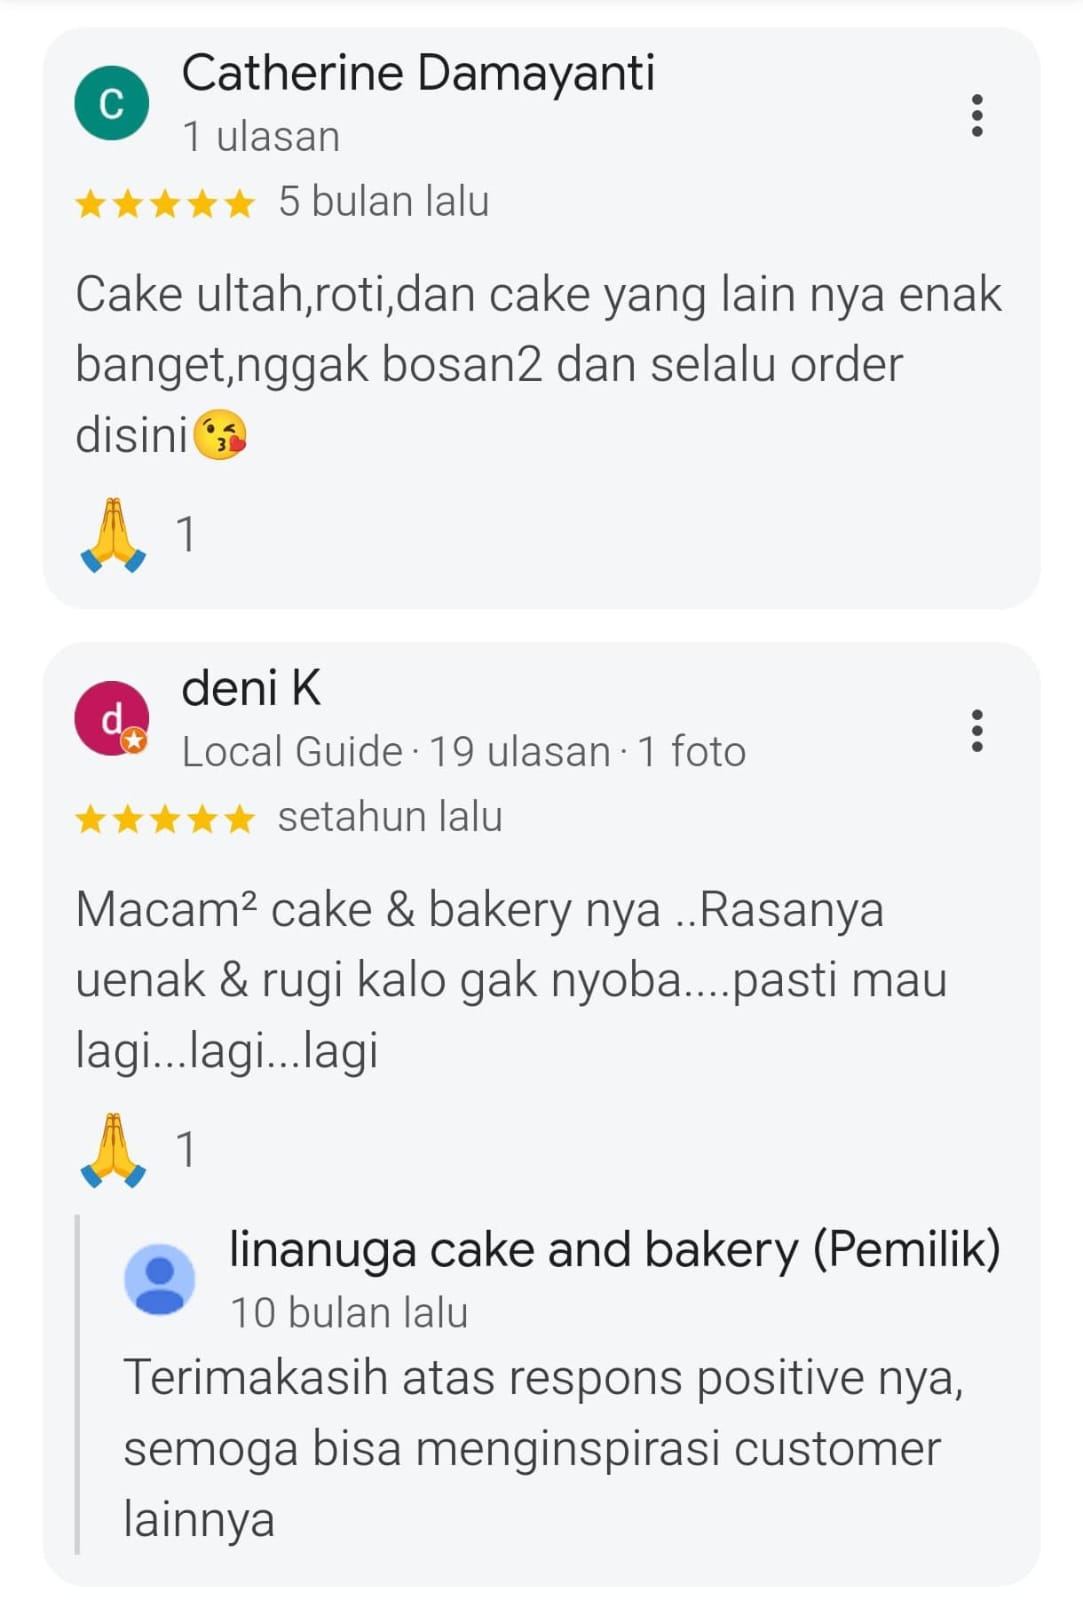 C
Catherine Damayanti
1 ulasan
5 bulan lalu
Cake ultah,roti,dan cake yang lain nya enak
banget,nggak bosan2 dan selalu order
disini😘
🙏 1
d
deni K
Local Guide · 19 ulasan · 1 foto
setahun lalu
Macam² cake & bakery nya ..Rasanya
uenak & rugi kalo gak nyoba....pasti mau
lagi...lagi...lagi
🙏 1
linanuga cake and bakery (Pemilik)
10 bulan lalu
Terimakasih atas respons positive nya,
semoga bisa menginspirasi customer
lainnya